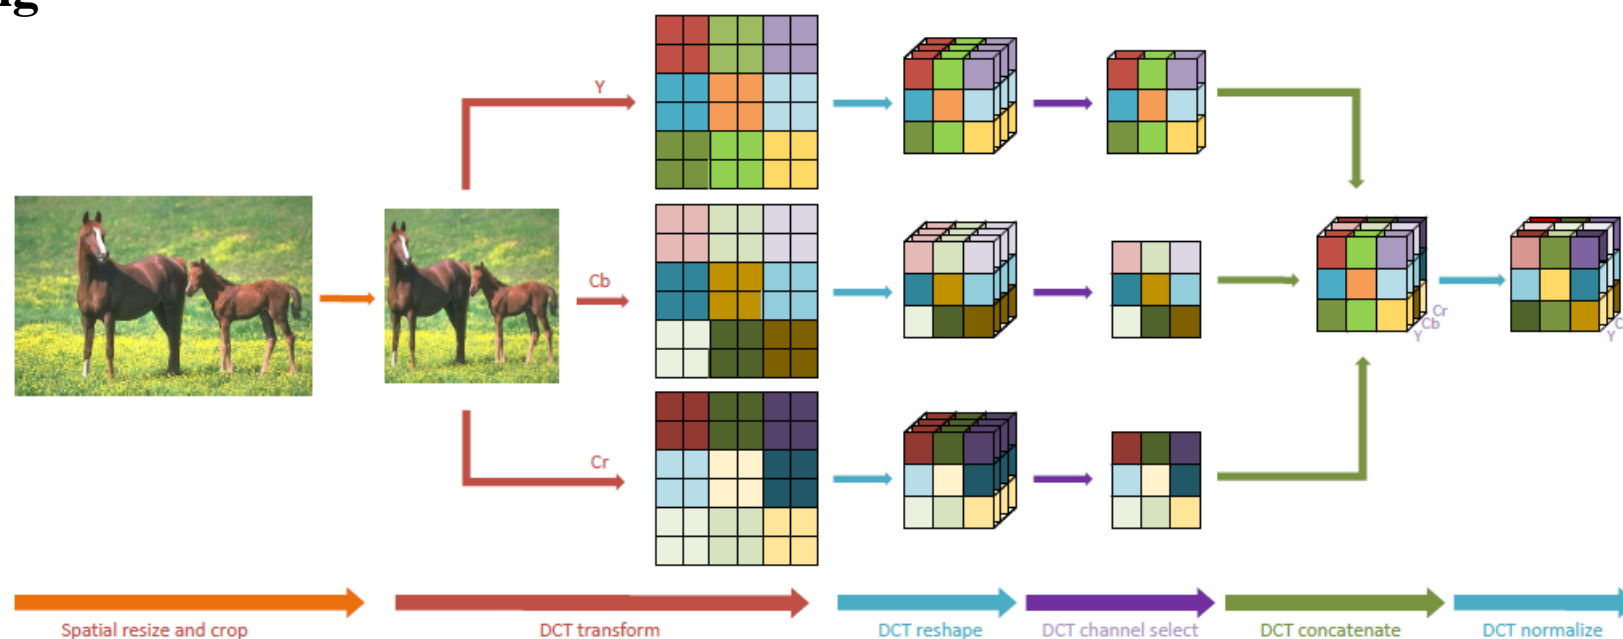 Y
Cb
Cr
Cr
Cb
Y
Y
Spatial resize and crop
DCT transform
DCT reshape
DCT channel select
DCT concatenate
DCT normalize